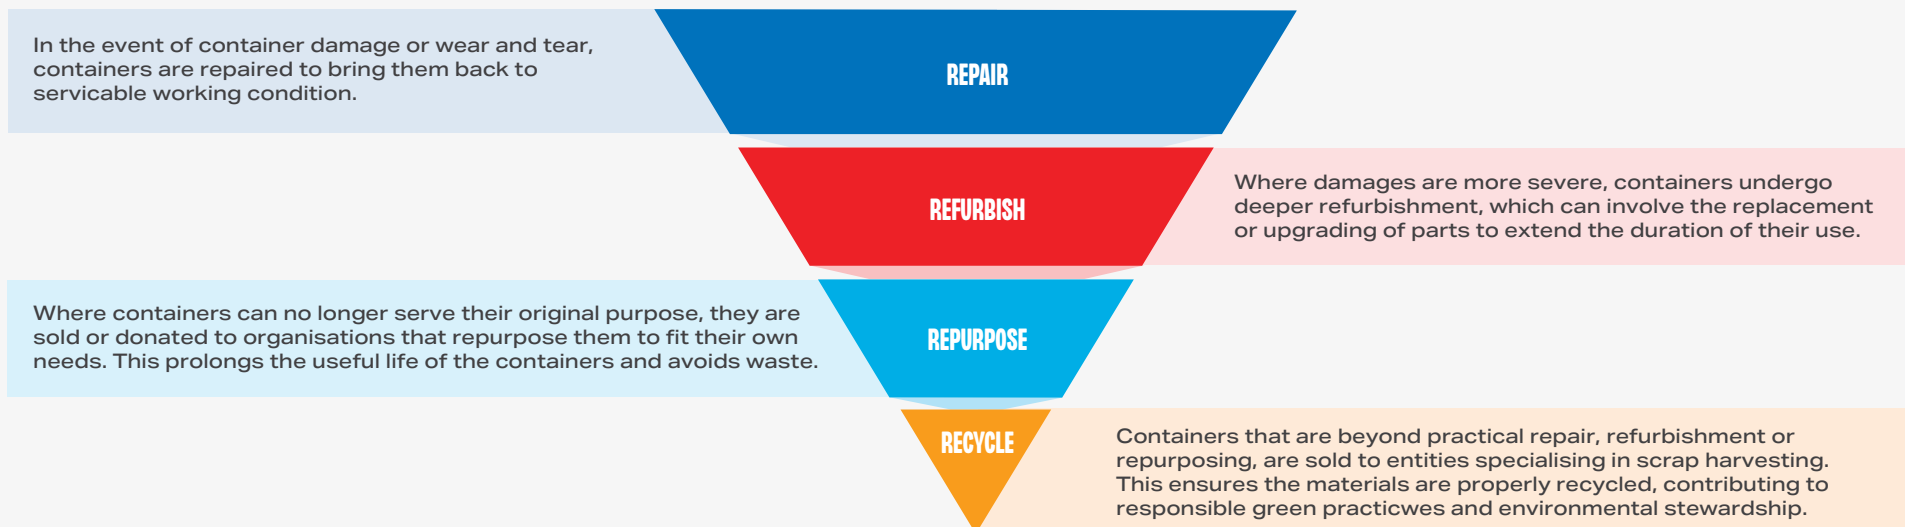 In the event of container damage or wear and tear,
containers are repaired to bring them back to
servicable working condition.
REPAIR
REFURBISH
Where damages are more severe, containers undergo
deeper refurbishment, which can involve the replacement
or upgrading of parts to extend the duration of their use.
Where containers can no longer serve their original purpose, they are
sold or donated to organisations that repurpose them to fit their own
needs. This prolongs the useful life of the containers and avoids waste.
REPURPOSE
RECYCLE
Containers that are beyond practical repair, refurbishment or
repurposing, are sold to entities specialising in scrap harvesting.
This ensures the materials are properly recycled, contributing to
responsible green practicwes and environmental stewardship.